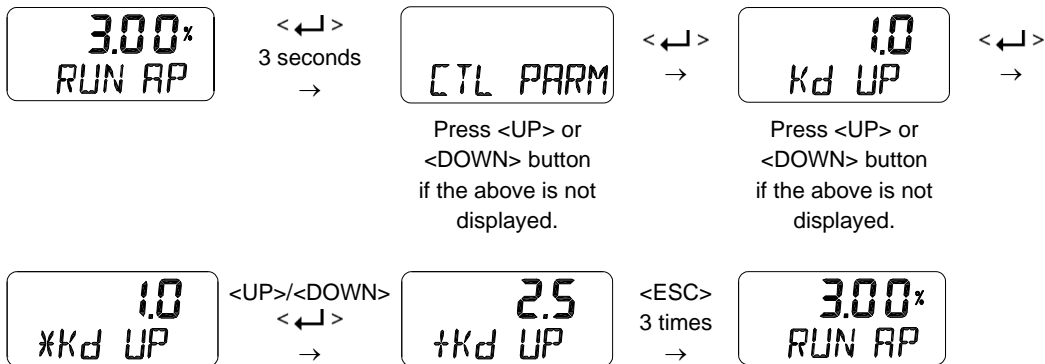 3.00%
RUN AP
<↵>
3 seconds
→
CTL PARM
Press <UP> or
<DOWN> button
if the above is not
displayed.
<↵>
→
1.0
Kd UP
Press <UP> or
<DOWN> button
if the above is not
displayed.
<↵>
→
1.0
*Kd UP
<UP>/<DOWN>
<↵>
→
2.5
+Kd UP
<ESC>
3 times
→
3.00%
RUN AP